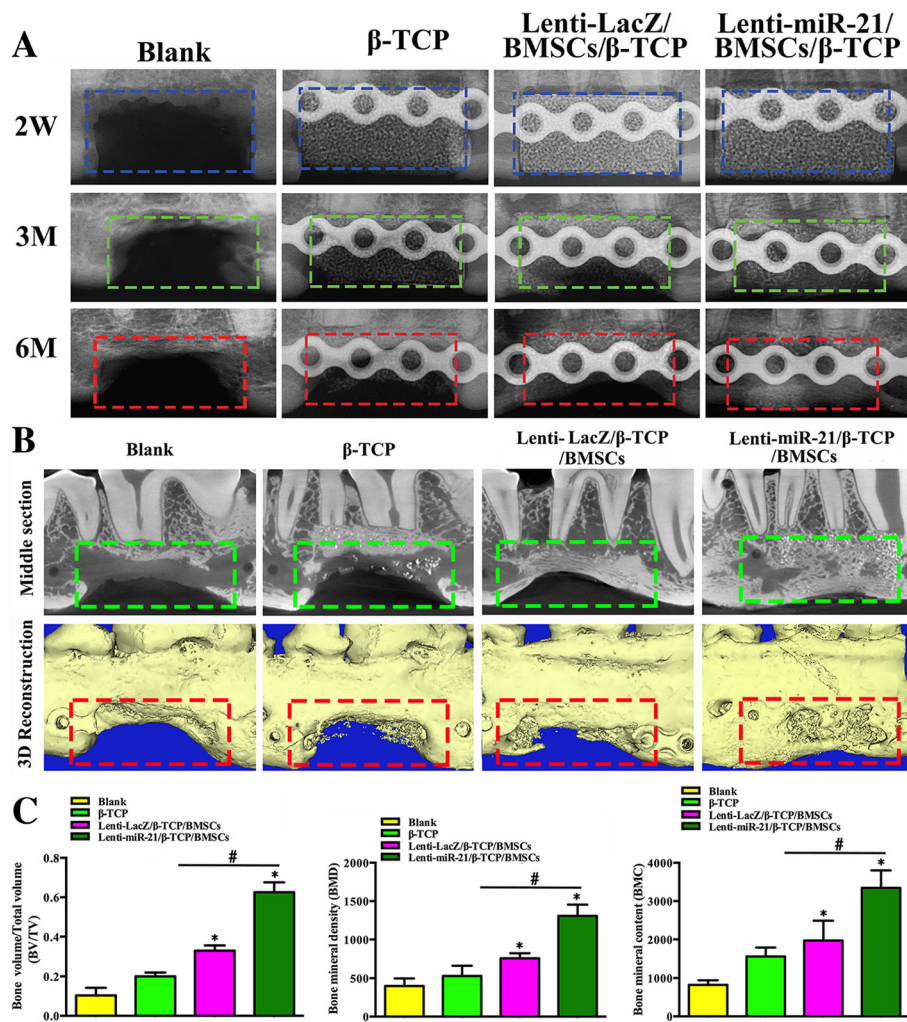 A
Blank
β-TCP
Lenti-LacZ/
BMSCs/β-TCP
Lenti-miR-21/
BMSCs/β-TCP
2W
3M
6M
B
Blank
β-TCP
Lenti- LacZ/β-TCP
/BMSCs
Lenti-miR-21/β-TCP
/BMSCs
Middle section
3D Reconstruction
C
Blank
β-TCP
Lenti-LacZ/β-TCP/BMSCs
Lenti-miR-21/β-TCP/BMSCs
Bone volume/Total volume
(BV/TV)
0.8
0.6
0.4
0.2
0.0
#
*
*
Blank
β-TCP
Lenti-LacZ/β-TCP/BMSCs
Lenti-miR-21/β-TCP/BMSCs
Bone mineral density (BMD)
2000
1500
1000
500
0
#
*
*
Blank
β-TCP
Lenti-LacZ/β-TCP/BMSCs
Lenti-miR-21/β-TCP/BMSCs
Bone mineral content (BMC)
4000
3000
2000
1000
0
#
*
*